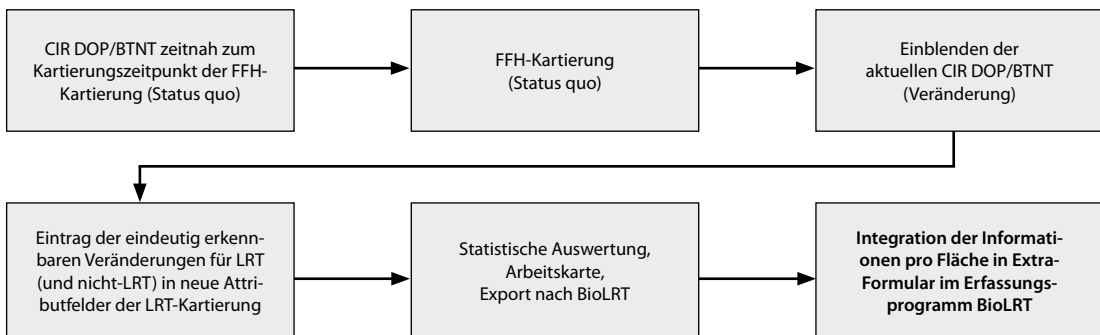 CIR DOP/BTNT zeitnah zum
Kartierungszeitpunkt der FFH-
Kartierung (Status quo)
FFH-Kartierung
(Status quo)
Einblenden der
aktuellen CIR DOP/BTNT
(Veränderung)
Eintrag der eindeutig erkenn-
baren Veränderungen für LRT
(und nicht-LRT) in neue Attri-
butfelder der LRT-Kartierung
Statistische Auswertung,
Arbeitskarte,
Export nach BioLRT
Integration der Informati-
onen pro Fläche in Extra-
Formular im Erfassungs-
programm BioLRT